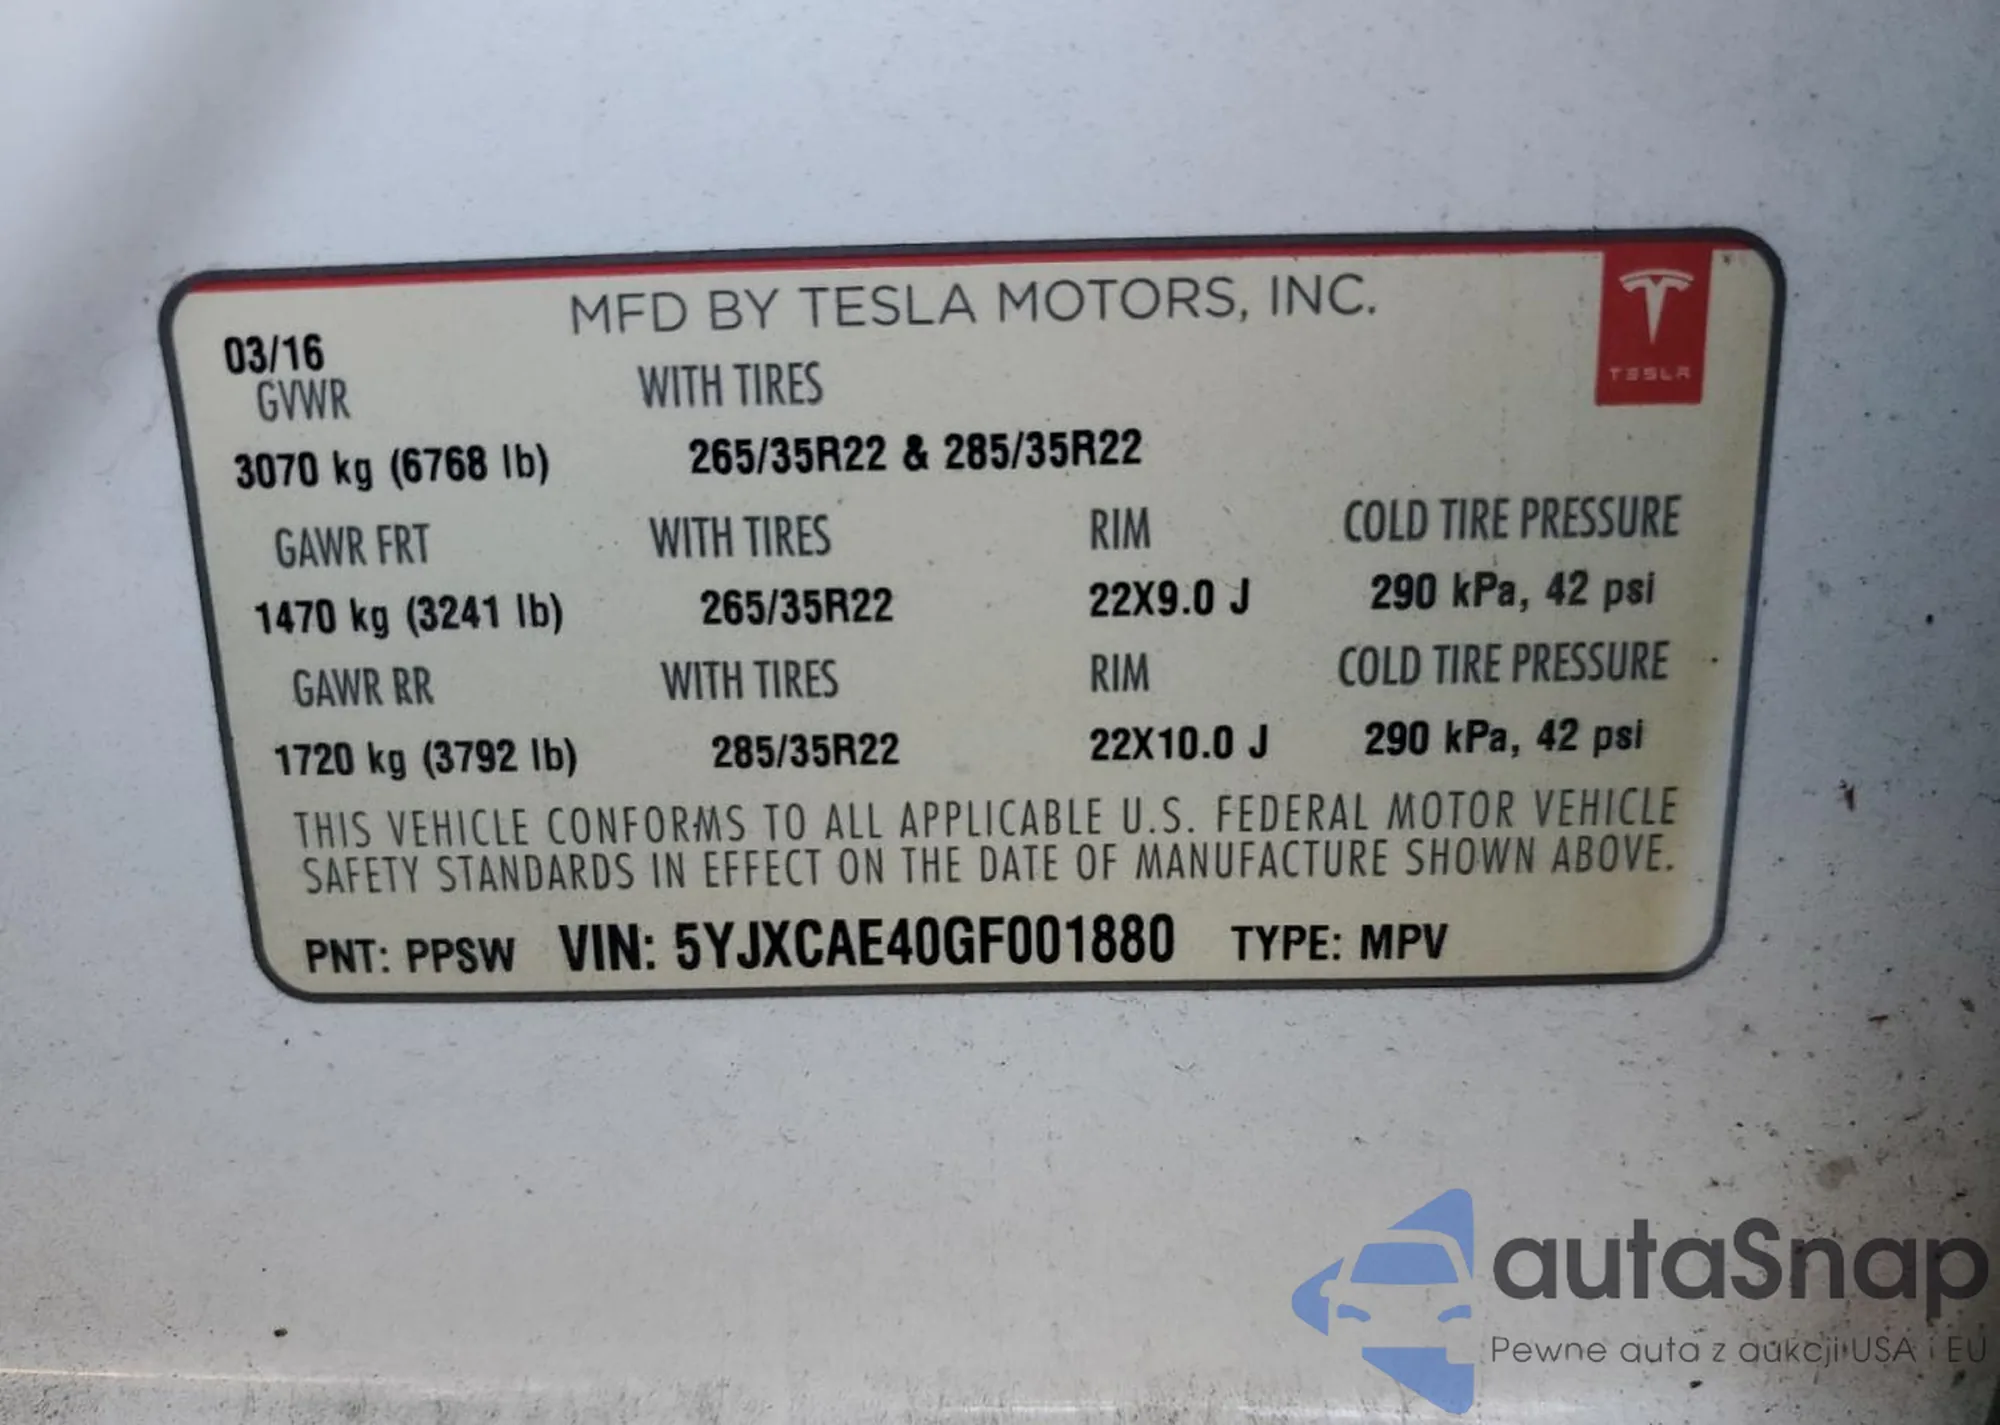 MFD BY TESLA MOTORS, INC.
TESLA
03/16
GVWR WITH TIRES
3070 kg (6768 lb) 265/35R22 & 285/35R22
GAWR FRT WITH TIRES RIM COLD TIRE PRESSURE
1470 kg (3241 lb) 265/35R22 22X9.0 J 290 kPa, 42 psi
GAWR RR WITH TIRES RIM COLD TIRE PRESSURE
1720 kg (3792 lb) 285/35R22 22X10.0 J 290 kPa, 42 psi
THIS VEHICLE CONFORMS TO ALL APPLICABLE U.S. FEDERAL MOTOR VEHICLE
SAFETY STANDARDS IN EFFECT ON THE DATE OF MANUFACTURE SHOWN ABOVE.
PNT: PPSW VIN: 5YJXCAE40GF001880 TYPE: MPV
autaSnap
Pewne auta z aukcji USA i EU